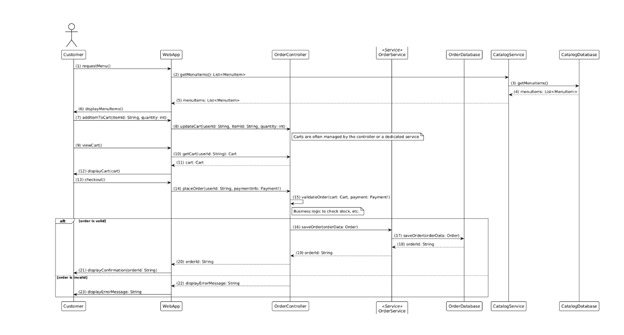 «Service»
Customer WebApp OrderController OrderService OrderDatabase CatalogService CatalogDatabase
(1) requestMenu()
(2) getMenuItems(): List<MenuItem>
(3) getMenuItems()
(4) menuItems: List<MenuItem>
(5) menuItems: List<MenuItem>
(6) displayMenuItems()
(7) addItemToCart(itemId: String, quantity: int)
(8) updateCart(userId: String, itemId: String, quantity: int)
Carts are often managed by the controller or a dedicated service
(9) viewCart()
(10) getCart(userId: String): Cart
(11) cart: Cart
(12) displayCart(cart)
(13) checkout()
(14) placeOrder(userId: String, paymentInfo: Payment)
(15) validateOrder(cart: Cart, payment: Payment)
Business logic to check stock, etc.
alt [order is valid]
(16) saveOrder(orderData: Order)
(17) saveOrder(orderData: Order)
(18) orderId: String
(19) orderId: String
(20) orderId: String
(21) displayConfirmation(orderId: String)
[order is invalid]
(22) displayErrorMessage: String
(23) displayErrorMessage: String
Customer WebApp OrderController «Service» OrderDatabase CatalogService CatalogDatabase
OrderService